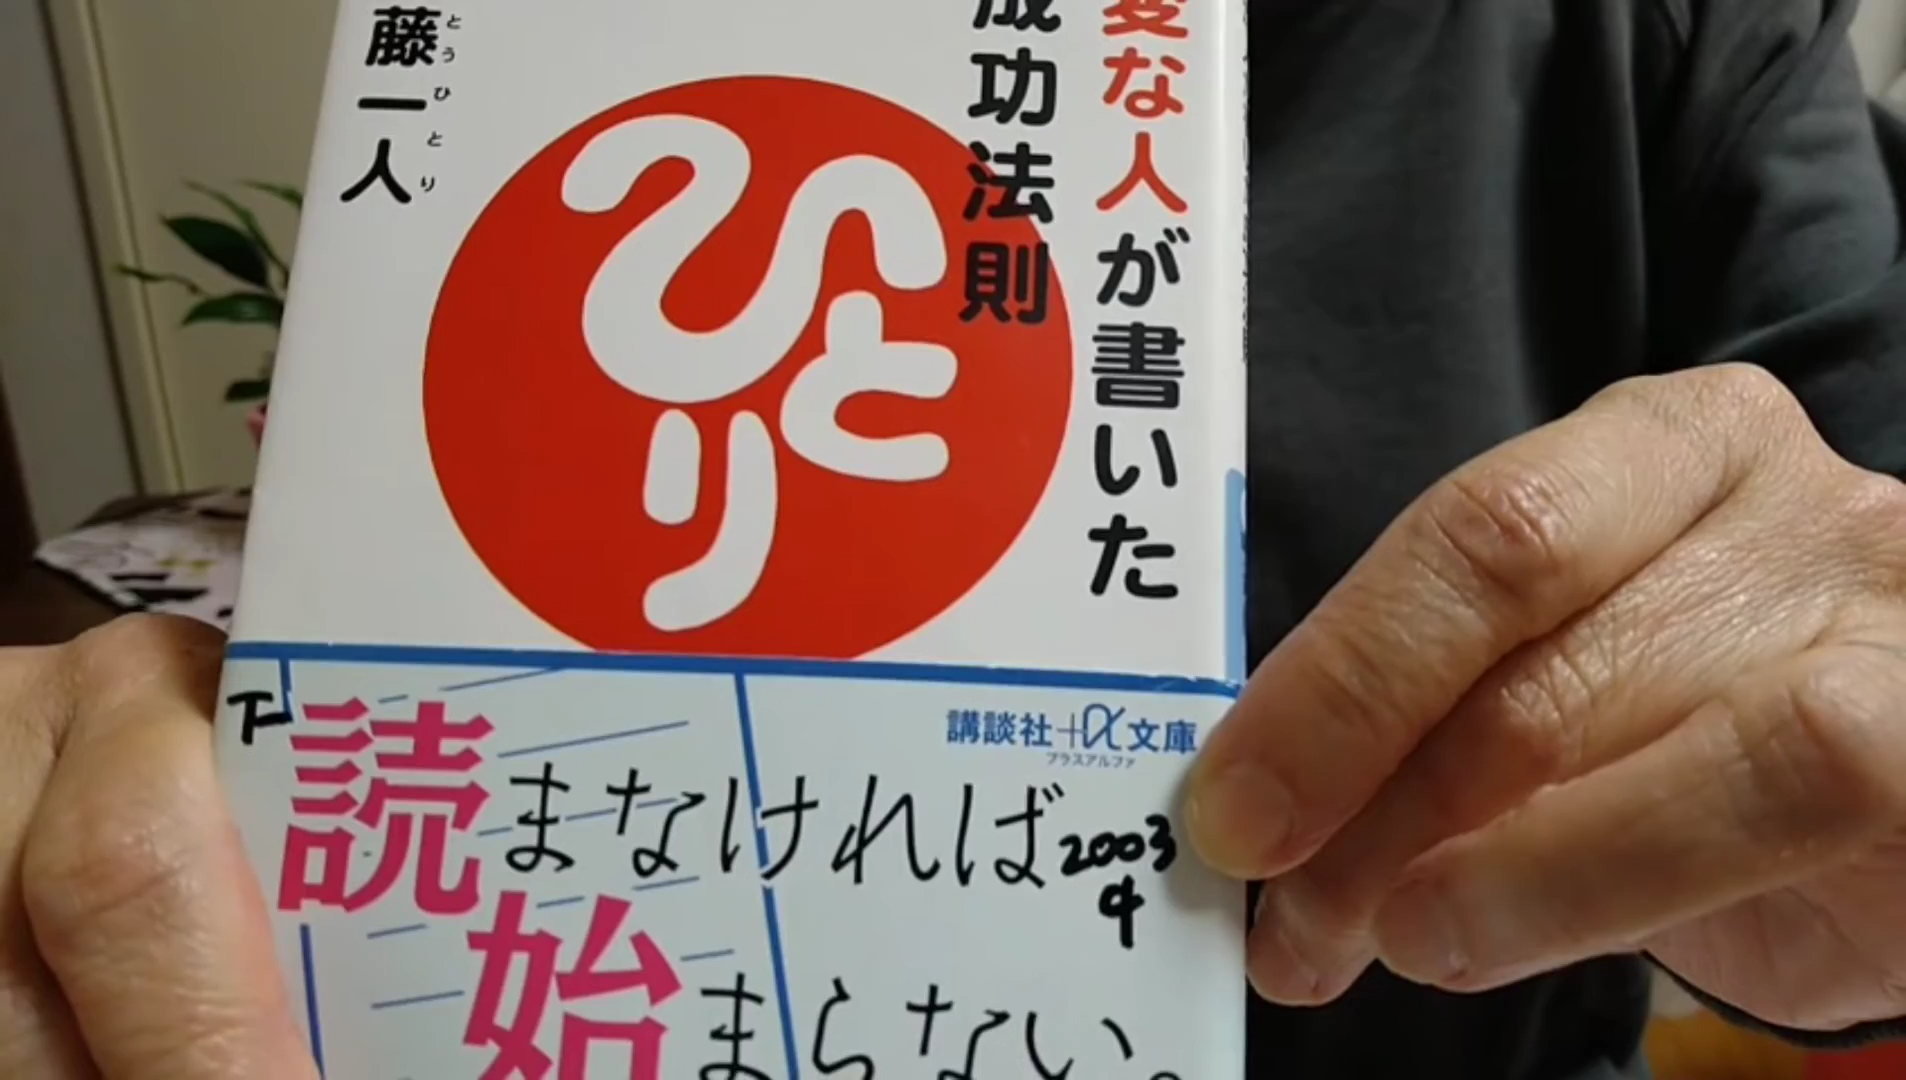 変な人が書いた
成功法則
藤一人
とうひとり
ひとり
講談社+α文庫
プラスアルファ
読まなければ
始まらない。
2003
4